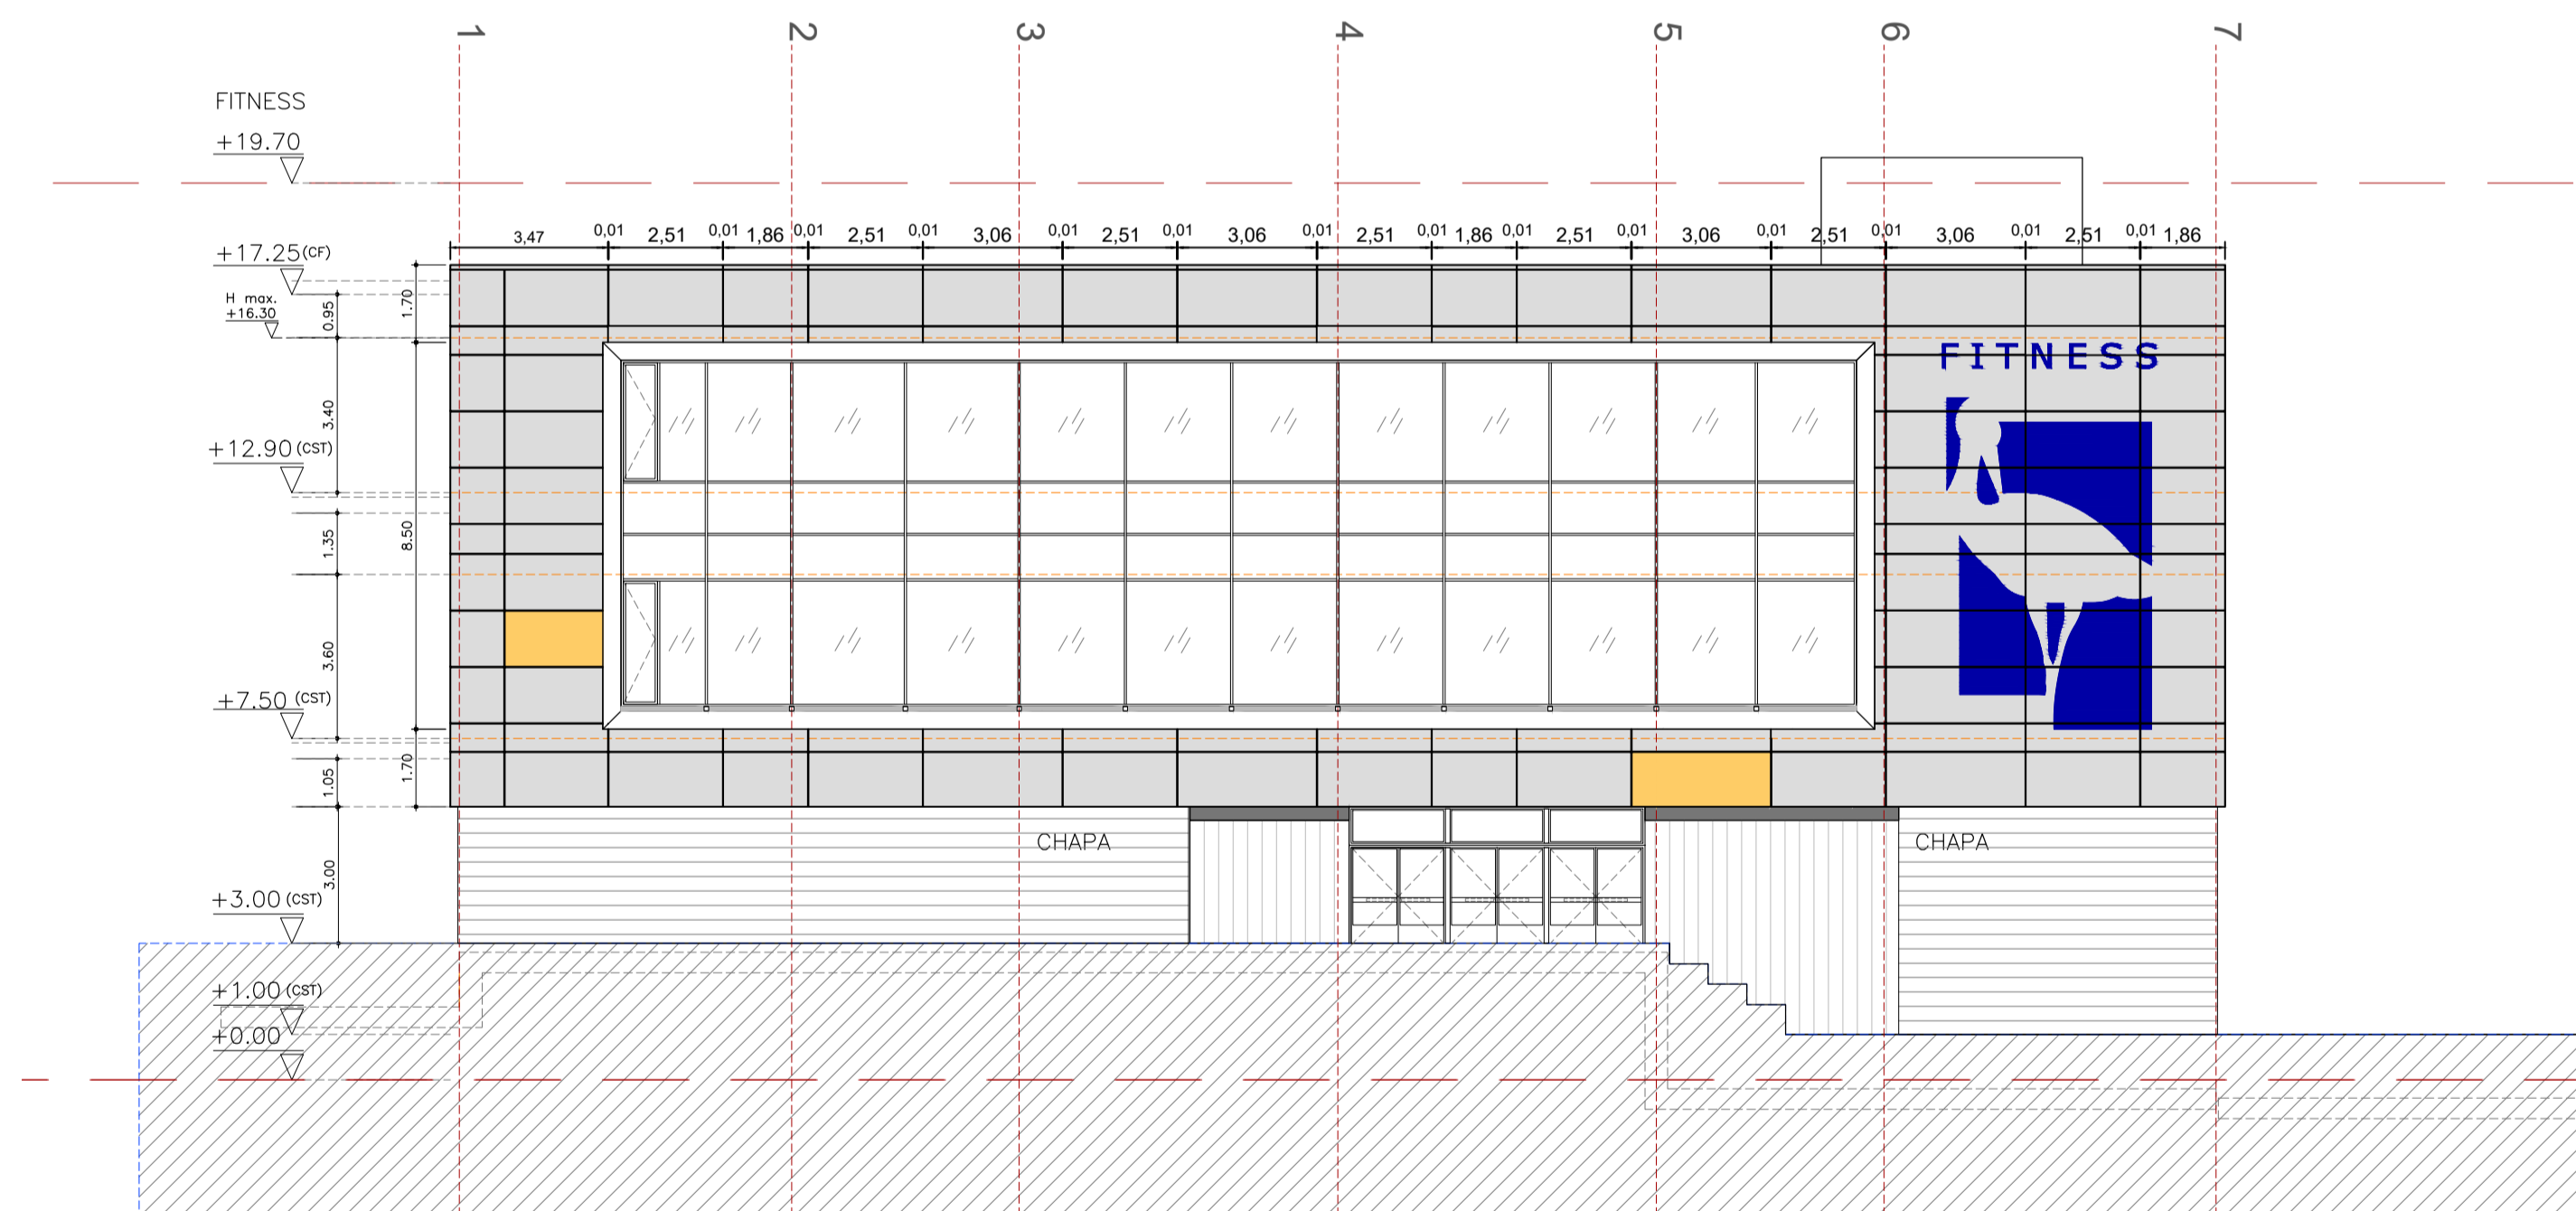 1 2 3 4 5 6 7
FITNESS
+19.70
3,47 0,01 2,51 0,01 1,86 0,01 2,51 0,01 3,06 0,01 2,51 0,01 3,06 0,01 2,51 0,01 1,86 0,01 2,51 0,01 3,06 0,01 2,51 0,01 3,06 0,01 2,51 0,01 1,86
+17.25(CF)
H max.
+16.30
0.95
1.70
FITNESS
3.40
+12.90(CST)
1.35
8.50
3.60
+7.50(CST)
1.05
1.70
CHAPA
CHAPA
3.00
+3.00(CST)
+1.00(CST)
+0.00